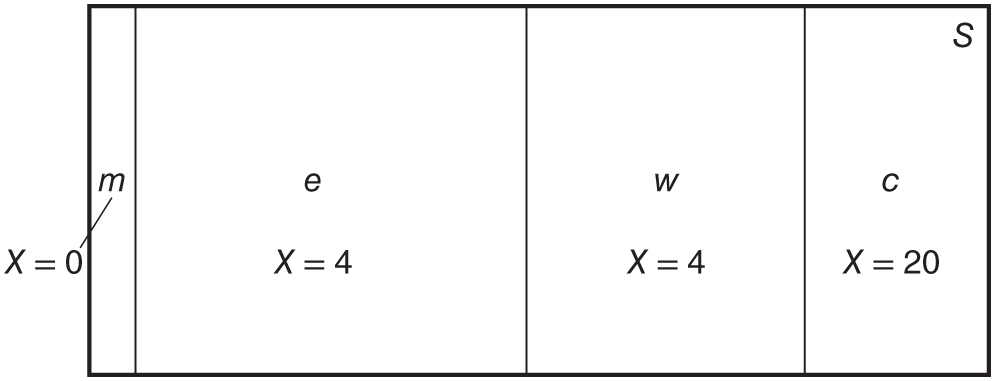 S
m e w c
X = 0 X = 4 X = 4 X = 20